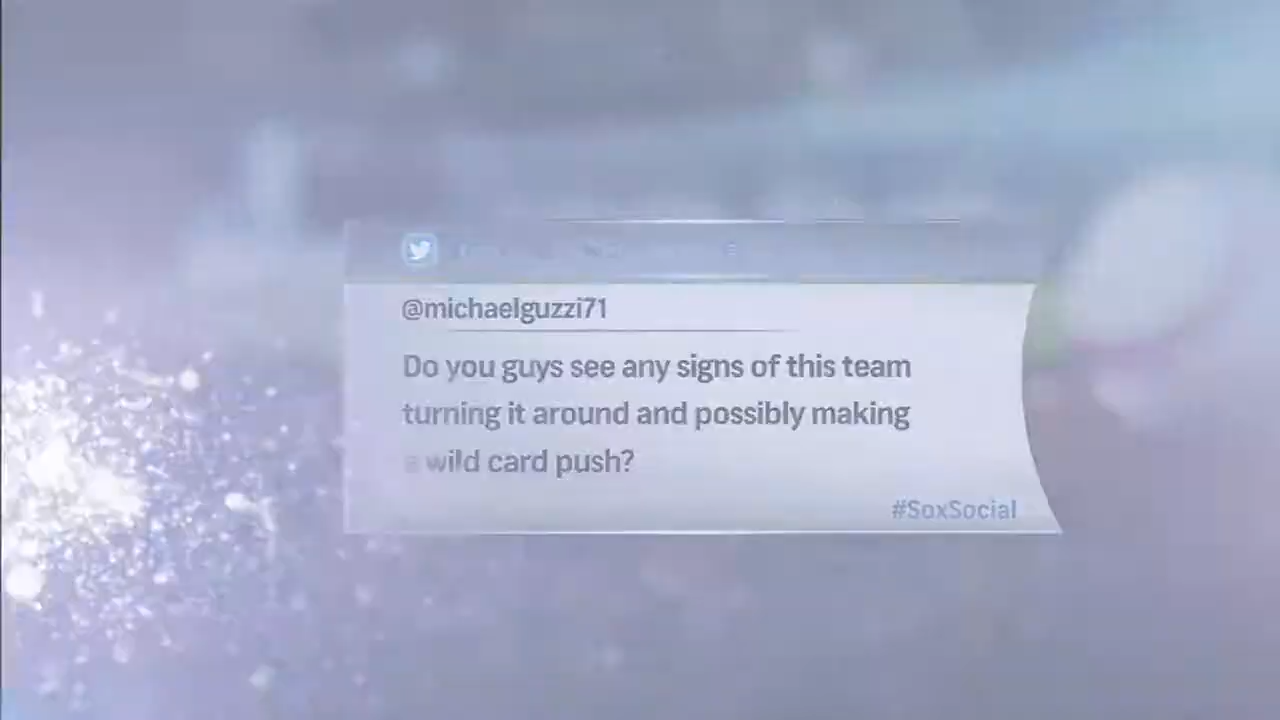 @michaelguzzi71
Do you guys see any signs of this team
turning it around and possibly making
a wild card push?
#SoxSocial